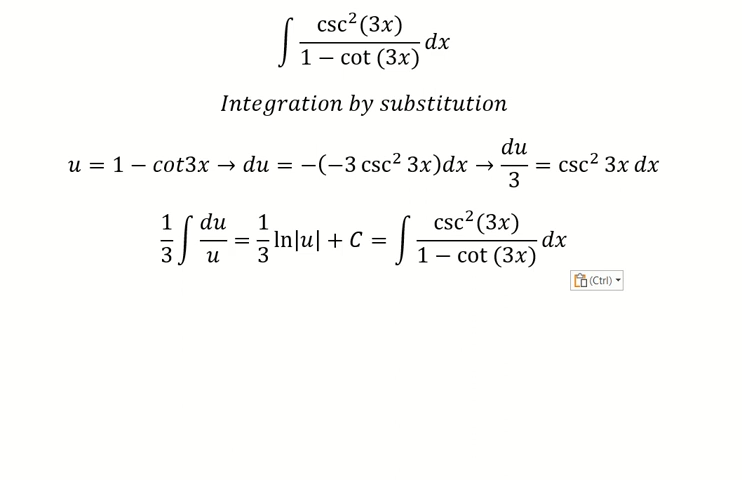 ∫ csc²(3x) / (1 − cot (3x)) dx
Integration by substitution
u = 1 − cot3x → du = −(−3 csc² 3x)dx → du/3 = csc² 3x dx
1/3 ∫ du/u = 1/3 ln|u| + C = ∫ csc²(3x) / (1 − cot (3x)) dx
(Ctrl)